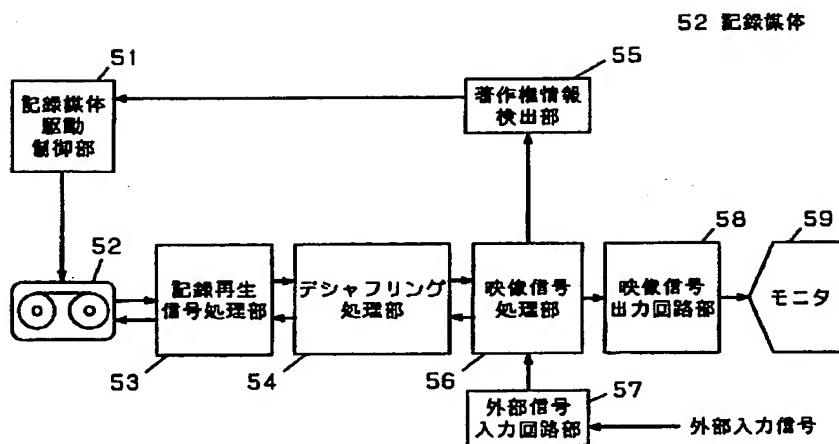 52 記録媒体
51
記録媒体
駆動
制御部
55
著作権情報
検出部
52
記録再生
信号処理部
53
デシャフリング
処理部
54
映像信号
処理部
56
58
映像信号
出力回路部
59
モニタ
57
外部信号
入力回路部
外部入力信号